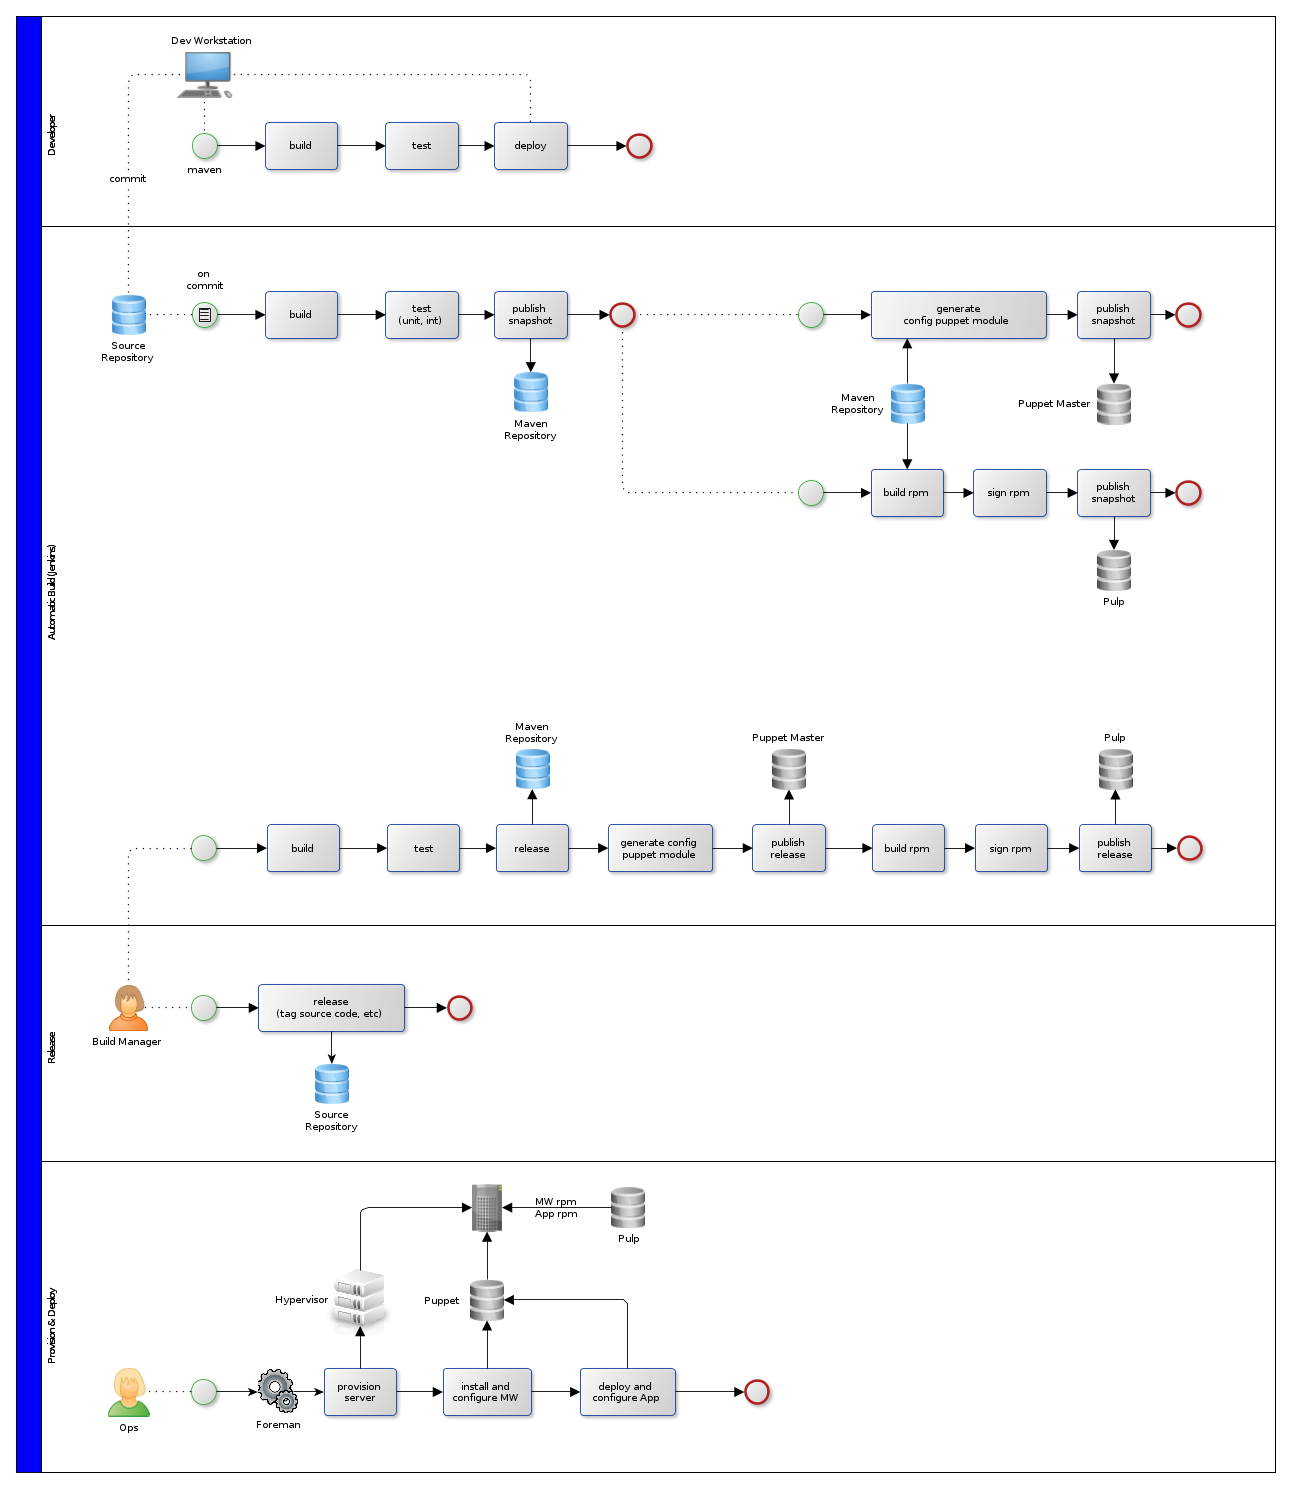 Dev Workstation
Developer
build
test
deploy
maven
commit
on
commit
build
test
(unit, int)
publish
snapshot
generate
config puppet module
publish
snapshot
Source
Repository
Maven
Repository
Maven
Repository
Puppet Master
build rpm
sign rpm
publish
snapshot
Pulp
Automatic Build (Jenkins)
Maven
Repository
Puppet Master
Pulp
build
test
release
generate config
puppet module
publish
release
build rpm
sign rpm
publish
release
Release
release
(tag source code, etc)
Build Manager
Source
Repository
Provision & Deploy
MW rpm
App rpm
Pulp
Hypervisor
Puppet
provision
server
install and
configure MW
deploy and
configure App
Ops
Foreman